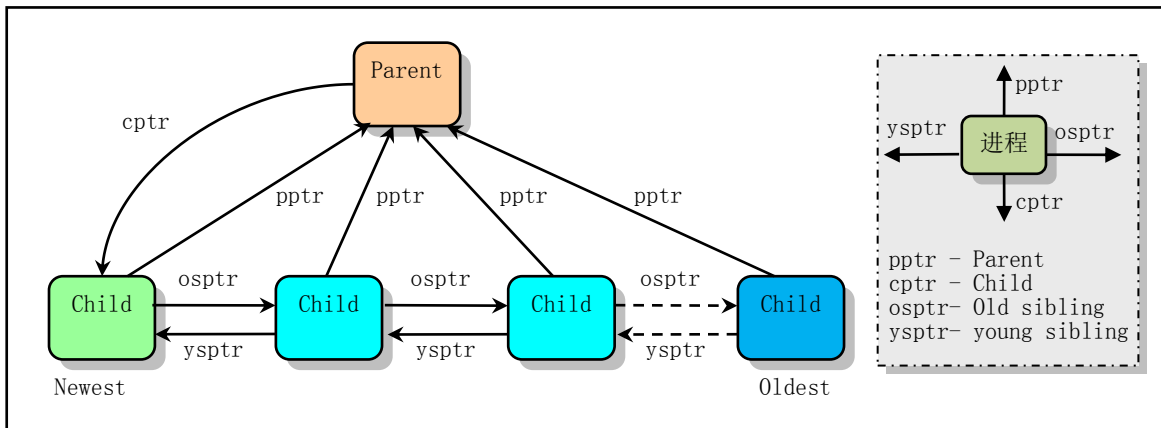 Parent
cptr
pptr
pptr
pptr
pptr
Child
osptr
Child
osptr
Child
osptr
Child
ysptr
ysptr
ysptr
Newest
Oldest
pptr
ysptr
进程
osptr
cptr
pptr - Parent
cptr - Child
osptr- Old sibling
ysptr- young sibling